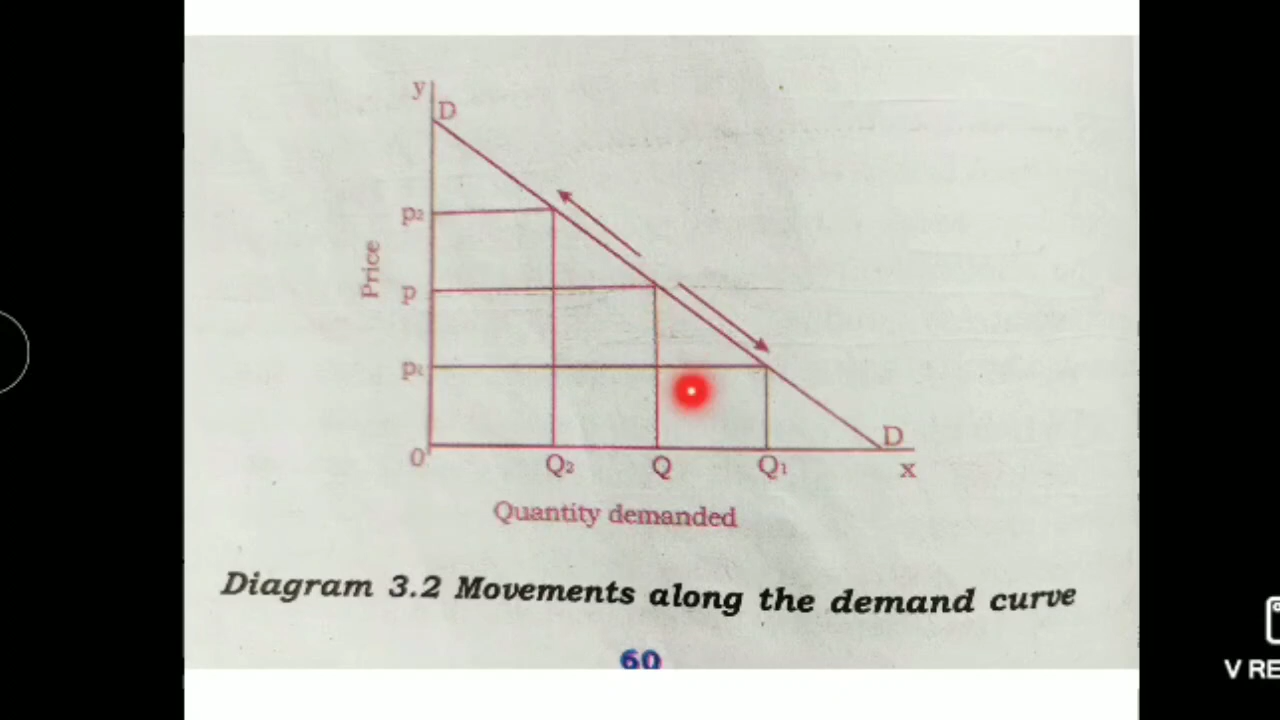 y
D
P2
Price
P
P1
0
Q2
Q
Q1
D
x
Quantity demanded
Diagram 3.2 Movements along the demand curve
60
V RE